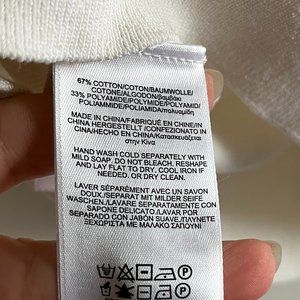 67% COTTON/COTON/BAUMWOLLE/
COTONE/ALGODON/Βαμβάκι
33% POLYAMIDE/POLYMIDE/POLYAMID/
POLIAMMIDE/POLIAMIDA/πολυαμίδη
MADE IN CHINA/FABRIQUÉ EN CHINE/IN
CHINA HERGESTELLT /CONFEZIONATO IN
CINA/HECHO EN CHINA/Κατασκευάζεται
στην Κίνα
HAND WASH COLD SEPARATELY WITH
MILD SOAP, DO NOT BLEACH. RESHAPE
AND LAY FLAT TO DRY, COOL IRON IF
NEEDED, OR DRY CLEAN.
LAVER SÉPARÉMENT AVEC UN SAVON
DOUX./SEPARAT MIT MILDER SEIFE
WASCHEN./LAVARE SEPARATAMENTE CON
SAPONE DELICATO./LAVAR POR
SEPARADO CON JABÓN SUAVE./ΠΛΥΝΕΤΕ
ΞΕΧΩΡΙΣΤΑ ΜΕ ΜΑΛΑΚΟ ΣΑΠΟΥΝΙ